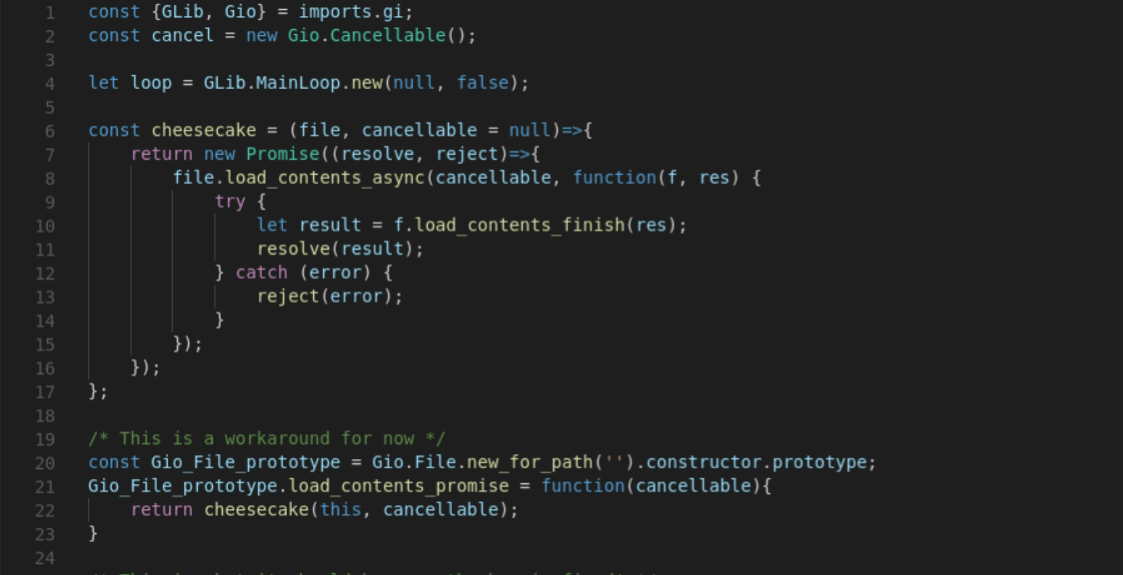 1 const {GLib, Gio} = imports.gi;
2 const cancel = new Gio.Cancellable();
3
4 let loop = GLib.MainLoop.new(null, false);
5
6 const cheesecake = (file, cancellable = null)=>{
7 return new Promise((resolve, reject)=>{
8 file.load_contents_async(cancellable, function(f, res) {
9 try {
10 let result = f.load_contents_finish(res);
11 resolve(result);
12 } catch (error) {
13 reject(error);
14 }
15 });
16 });
17 };
18
19 /* This is a workaround for now */
20 const Gio_File_prototype = Gio.File.new_for_path('').constructor.prototype;
21 Gio_File_prototype.load_contents_promise = function(cancellable){
22 return cheesecake(this, cancellable);
23 }
24